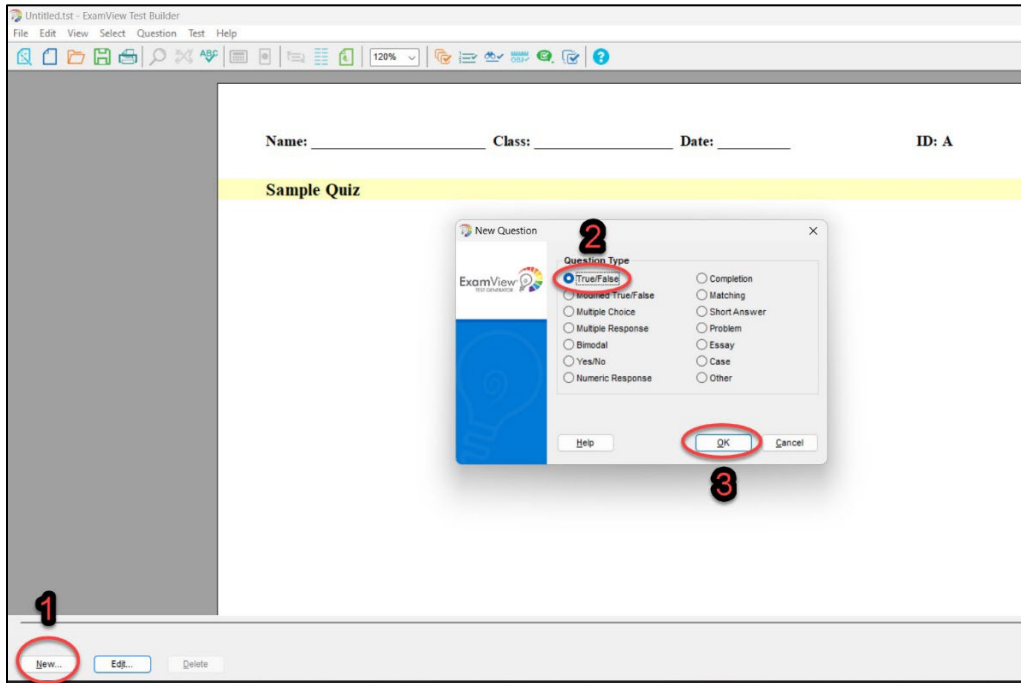 Untitled.tst - ExamView Test Builder
File Edit View Select Question Test Help
ABC 120% OBJ ?
Name: Class: Date: ID: A
Sample Quiz
New Question
2
Question Type
ExamView
TEST GENERATOR
True/False Completion
Modified True/False Matching
Multiple Choice Short Answer
Multiple Response Problem
Bimodal Essay
Yes/No Case
Numeric Response Other
Help OK Cancel
3
1
New... Edit... Delete